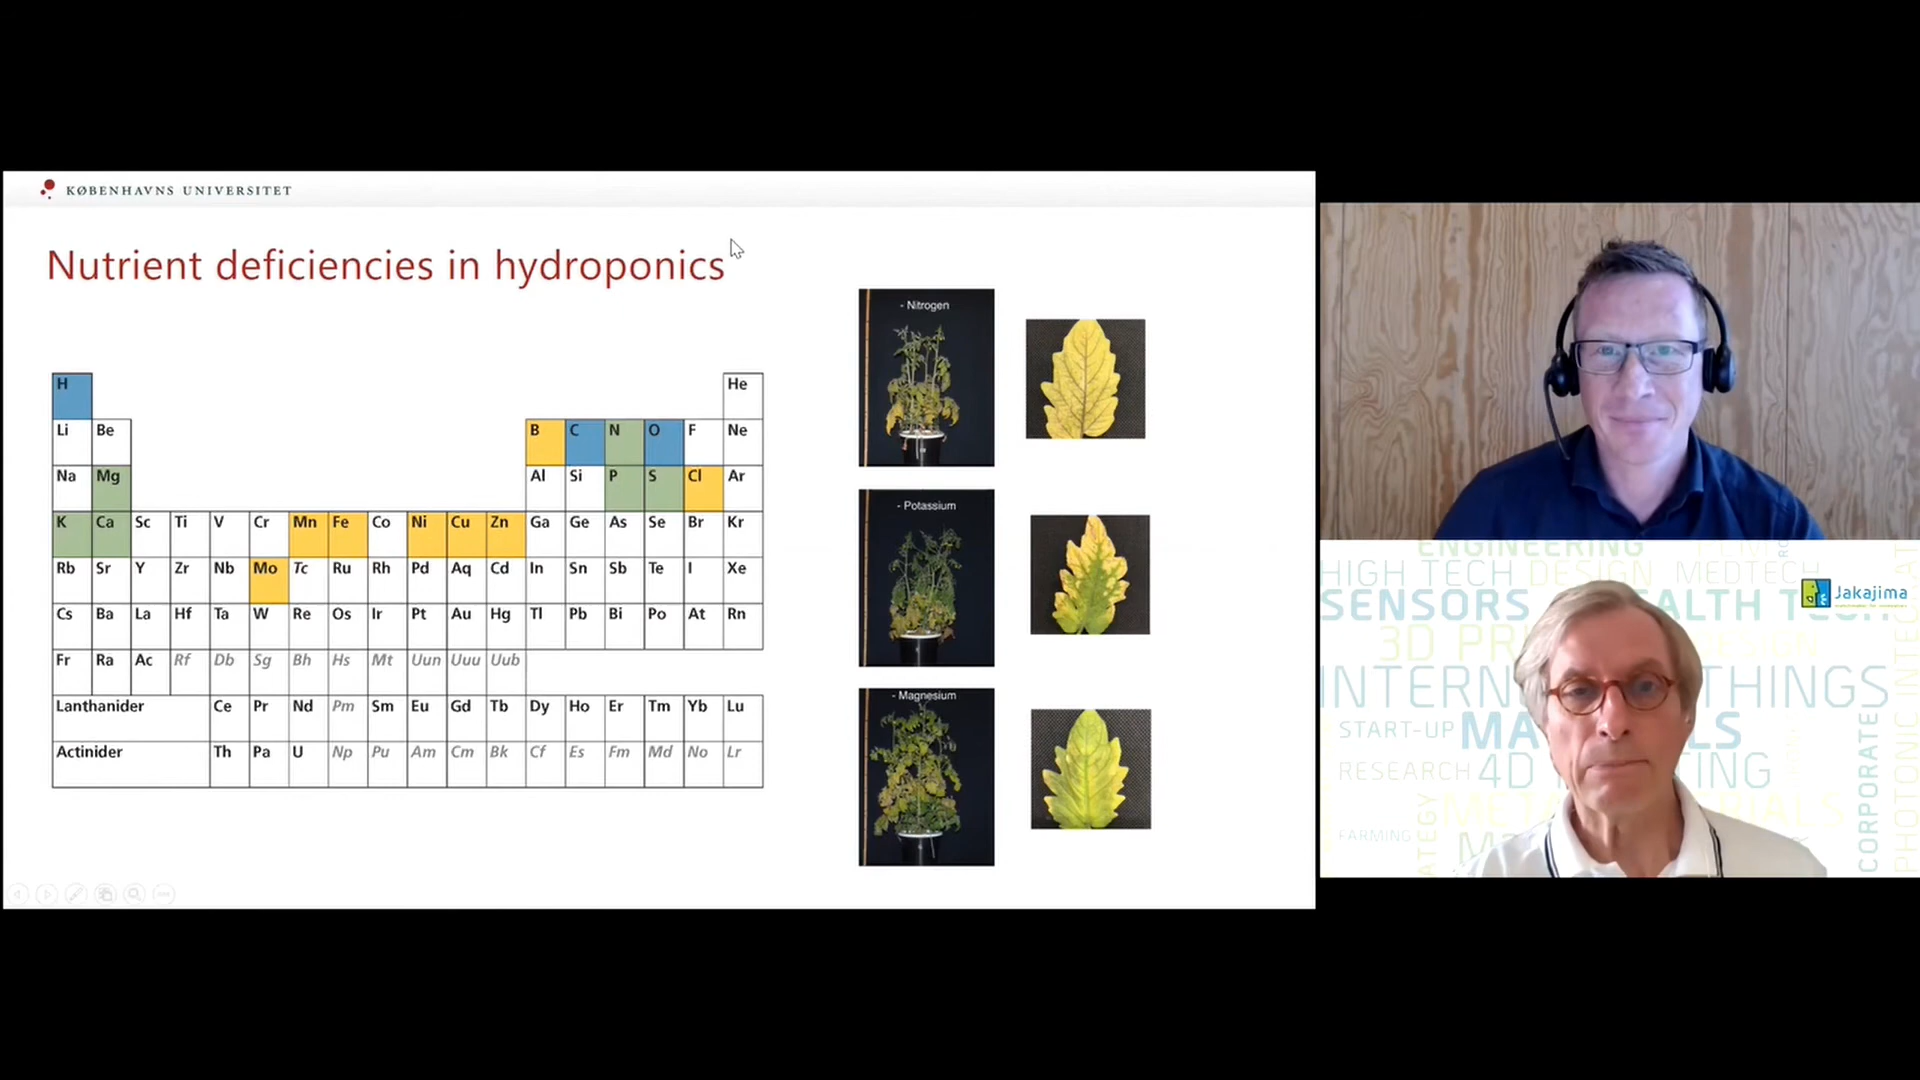 KØBENHAVNS UNIVERSITET
Nutrient deficiencies in hydroponics
H He
Li Be B C N O F Ne
Na Mg Al Si P S Cl Ar
K Ca Sc Ti V Cr Mn Fe Co Ni Cu Zn Ga Ge As Se Br Kr
Rb Sr Y Zr Nb Mo Tc Ru Rh Pd Aq Cd In Sn Sb Te I Xe
Cs Ba La Hf Ta W Re Os Ir Pt Au Hg Tl Pb Bi Po At Rn
Fr Ra Ac Rf Db Sg Bh Hs Mt Uun Uuu Uub
Lanthanider Ce Pr Nd Pm Sm Eu Gd Tb Dy Ho Er Tm Yb Lu
Actinider Th Pa U Np Pu Am Cm Bk Cf Es Fm Md No Lr
- Nitrogen
- Potassium
- Magnesium
ENGINEERING
HIGH TECH DESIGN MEDTECH
SENSORS
Jakajima
3D
DESIGN
THINGS
START-UP
RESEARCH 4D
FARMING
CORPORATE
PHOTONIC